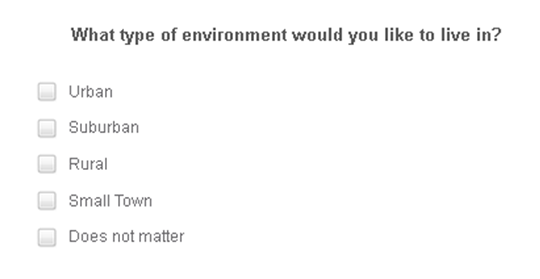 What type of environment would you like to live in?
Urban
Suburban
Rural
Small Town
Does not matter